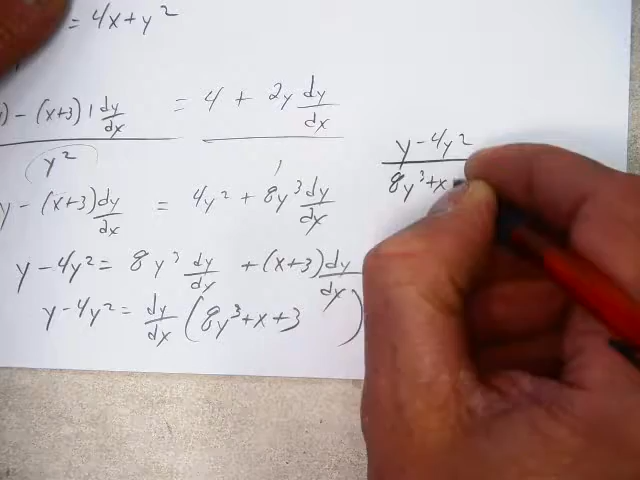 = 4x + y²
) - (x+3) 1 dy/dx = 4 + 2y dy/dx
y²
y - (x+3) dy/dx = 4y² + 8y³ dy/dx
y - 4y² = 8y³ dy/dx + (x+3) dy/dx
y - 4y² = dy/dx (8y³ + x + 3)
y - 4y²
8y³ + x